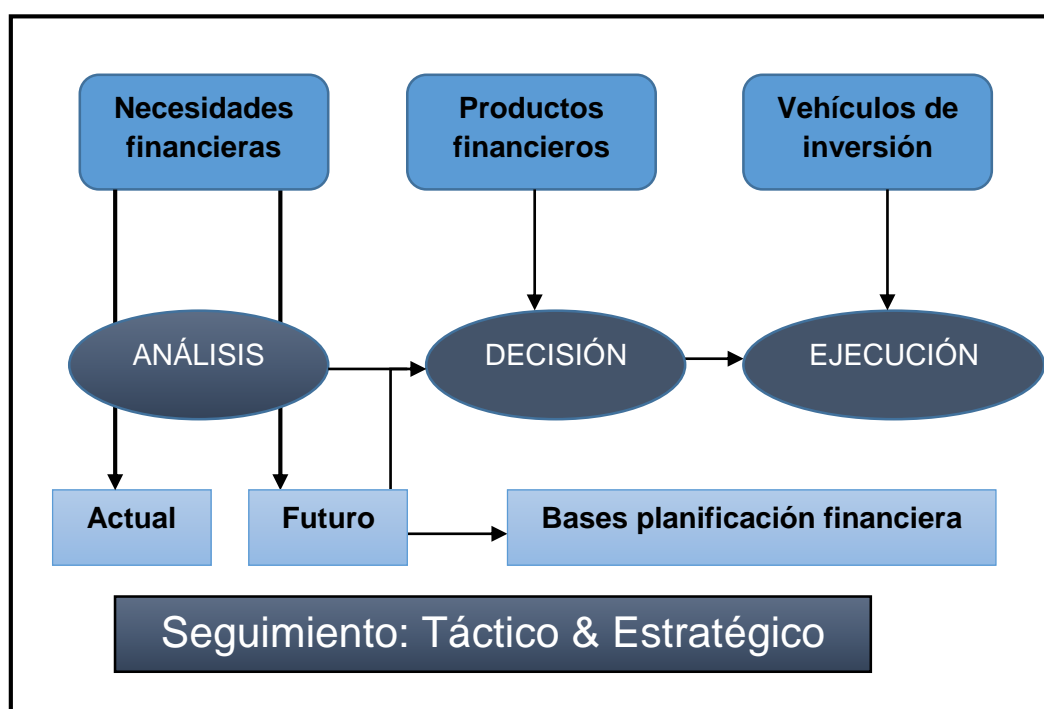 Necesidades
financieras
Productos
financieros
Vehículos de
inversión
ANÁLISIS
DECISIÓN
EJECUCIÓN
Actual
Futuro
Bases planificación financiera
Seguimiento: Táctico & Estratégico